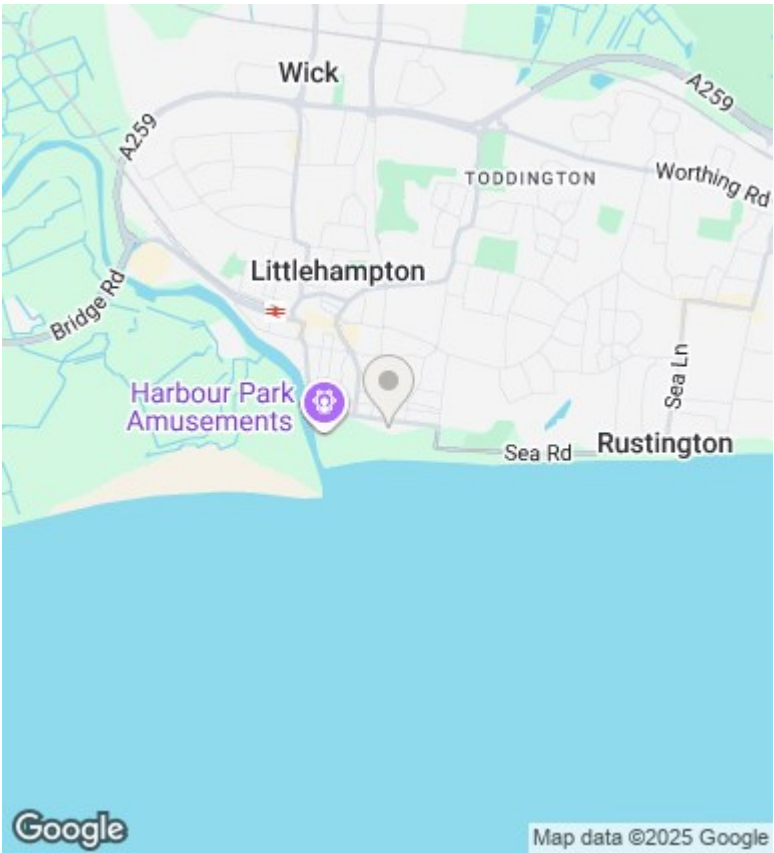 Wick
A259
A259
TODDINGTON
Worthing Rd
Littlehampton
Bridge Rd
Sea Ln
Harbour Park
Amusements
Sea Rd
Rustington
Google
Map data ©2025 Google